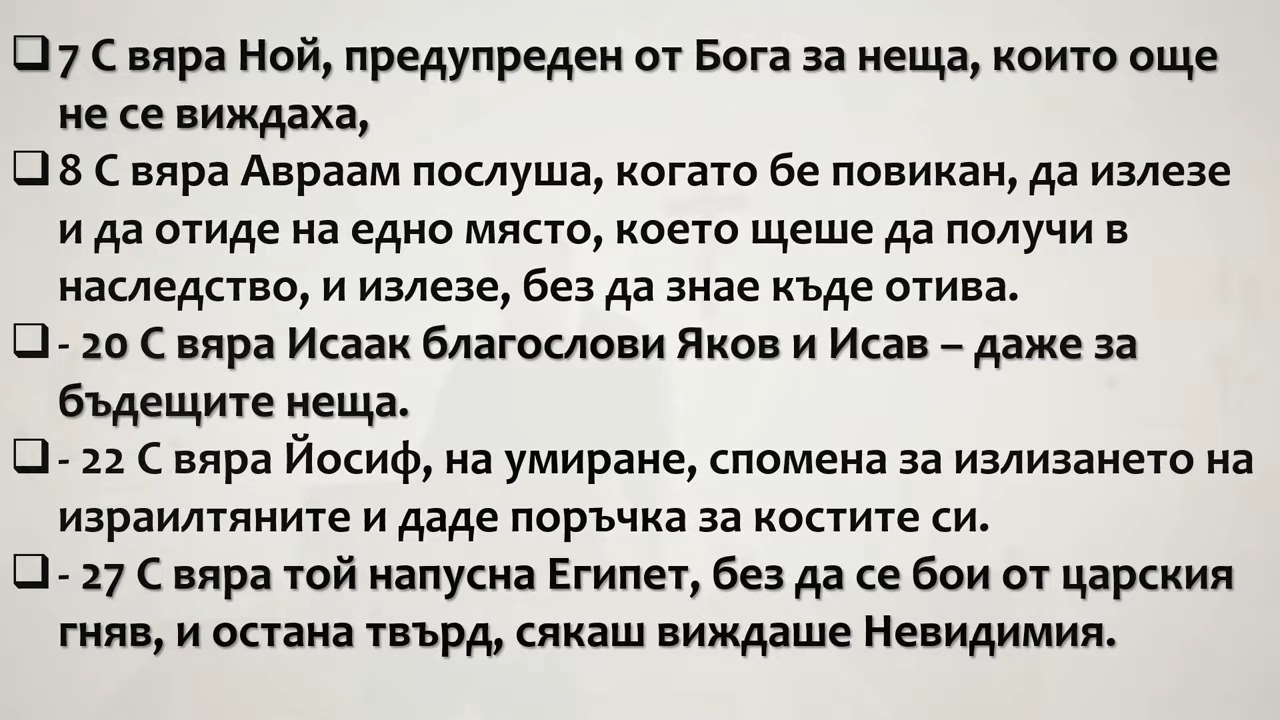 ❑ 7 С вяра Ной, предупреден от Бога за неща, които още
не се виждаха,
❑ 8 С вяра Авраам послуша, когато бе повикан, да излезе
и да отиде на едно място, което щеше да получи в
наследство, и излезе, без да знае къде отива.
❑ - 20 С вяра Исаак благослови Яков и Исав – даже за
бъдещите неща.
❑ - 22 С вяра Йосиф, на умиране, спомена за излизането на
израилтяните и даде поръчка за костите си.
❑ - 27 С вяра той напусна Египет, без да се бои от царския
гняв, и остана твърд, сякаш виждаше Невидимия.